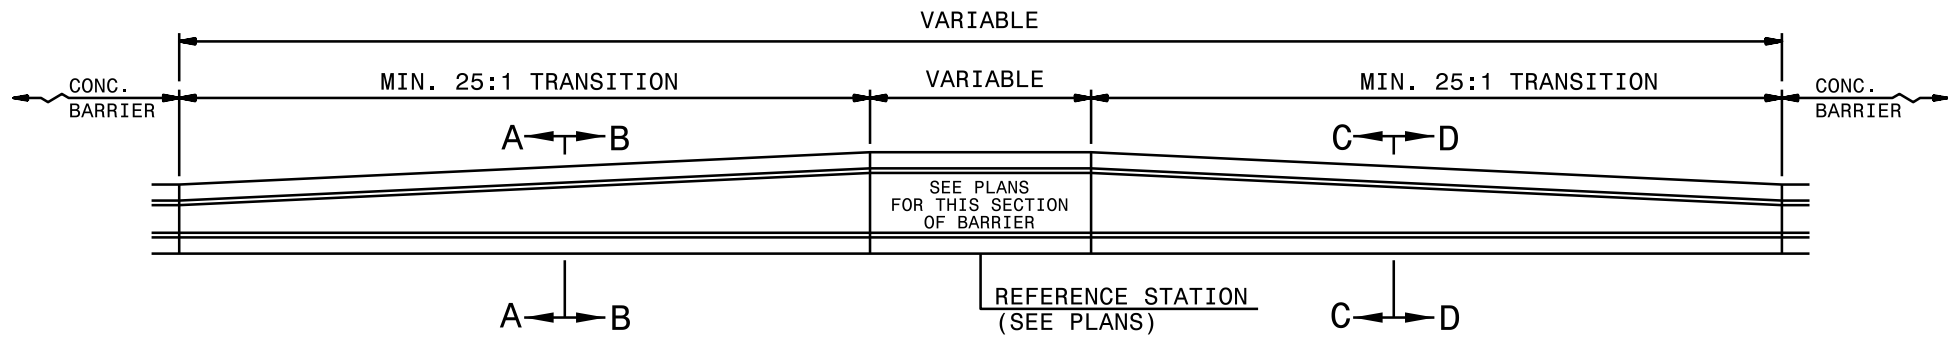 VARIABLE
CONC.
BARRIER
MIN. 25:1 TRANSITION
VARIABLE
MIN. 25:1 TRANSITION
CONC.
BARRIER
A B
C D
SEE PLANS
FOR THIS SECTION
OF BARRIER
REFERENCE STATION
(SEE PLANS)
A B
C D